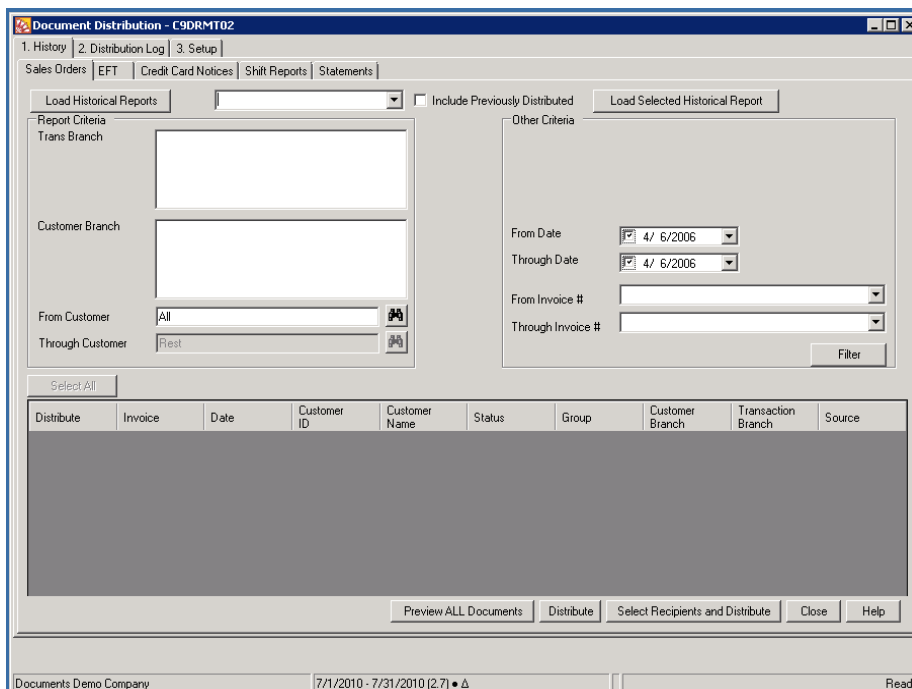 Document Distribution - C9DRMT02
1. History 2. Distribution Log 3. Setup
Sales Orders EFT Credit Card Notices Shift Reports Statements
Load Historical Reports Include Previously Distributed Load Selected Historical Report
Report Criteria Other Criteria
Trans Branch
Customer Branch
From Date 4/ 6/2006
Through Date 4/ 6/2006
From Invoice #
From Customer All
Through Invoice #
Through Customer Rest
Filter
Select All
Distribute Invoice Date Customer ID Customer Name Status Group Customer Branch Transaction Branch Source
Preview ALL Documents Distribute Select Recipients and Distribute Close Help
Documents Demo Company 7/1/2010 - 7/31/2010 (2.7) ● Δ Read